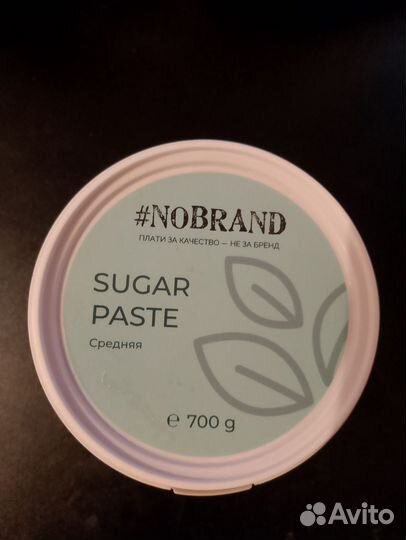 #NOBRAND
ПЛАТИ ЗА КАЧЕСТВО — НЕ ЗА БРЕНД
SUGAR
PASTE
Средняя
℮ 700 g
Avito